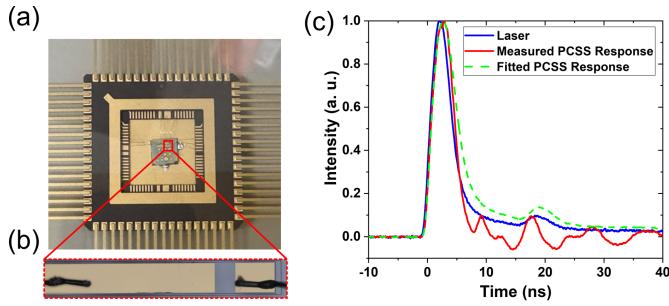 (a)
(b)
(c)
Intensity (a. u.)
1.0
0.8
0.6
0.4
0.2
0.0
Laser
Measured PCSS Response
Fitted PCSS Response
-10 0 10 20 30 40
Time (ns)